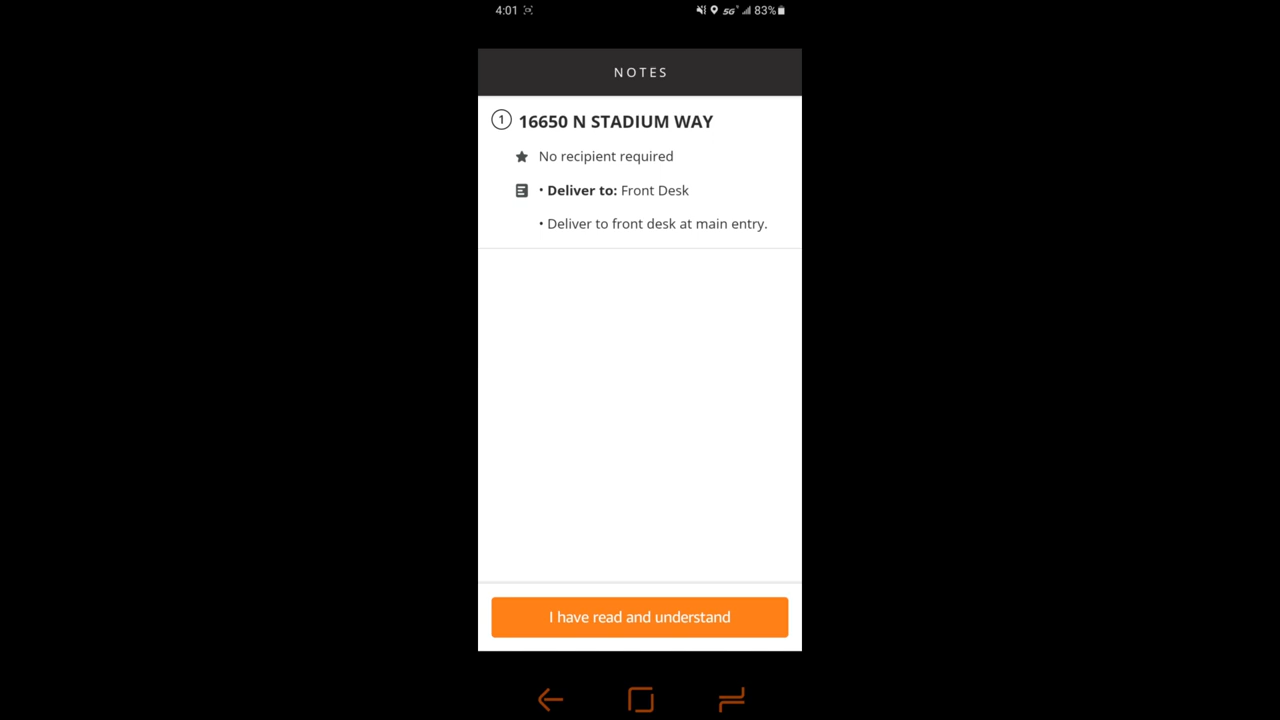 4:01 5G 83%
NOTES
1 16650 N STADIUM WAY
No recipient required
• Deliver to: Front Desk
• Deliver to front desk at main entry.
I have read and understand